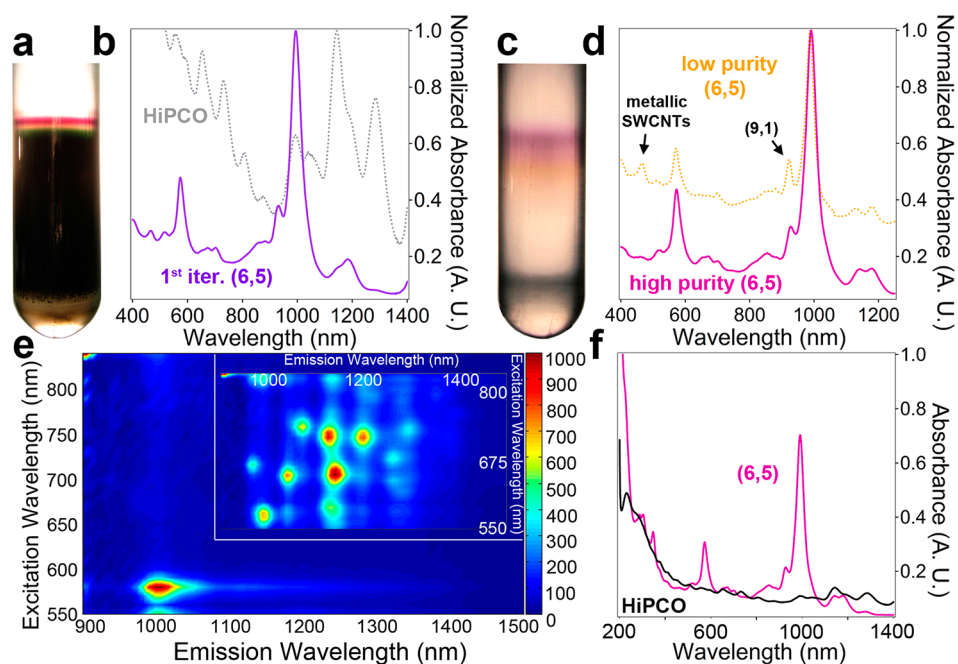 a
b
HiPCO
1st iter. (6,5)
1.0
0.8
0.6
0.4
0.2
Normalized Absorbance (A. U.)
400 600 800 1000 1200 1400
Wavelength (nm)
c
d
low purity
(6,5)
metallic
SWCNTs
(9,1)
high purity (6,5)
1.0
0.8
0.6
0.4
0.2
Normalized Absorbance (A. U.)
400 600 800 1000 1200
Wavelength (nm)
e
Excitation Wavelength (nm)
800
750
700
650
600
550
Emission Wavelength (nm)
1000 1200 1400
800
675
550
Excitation Wavelength (nm)
1000
900
800
700
600
500
400
300
200
100
0
900 1000 1100 1200 1300 1400 1500
Emission Wavelength (nm)
f
(6,5)
HiPCO
1.0
0.8
0.6
0.4
0.2
Absorbance (A. U.)
200 600 1000 1400
Wavelength (nm)